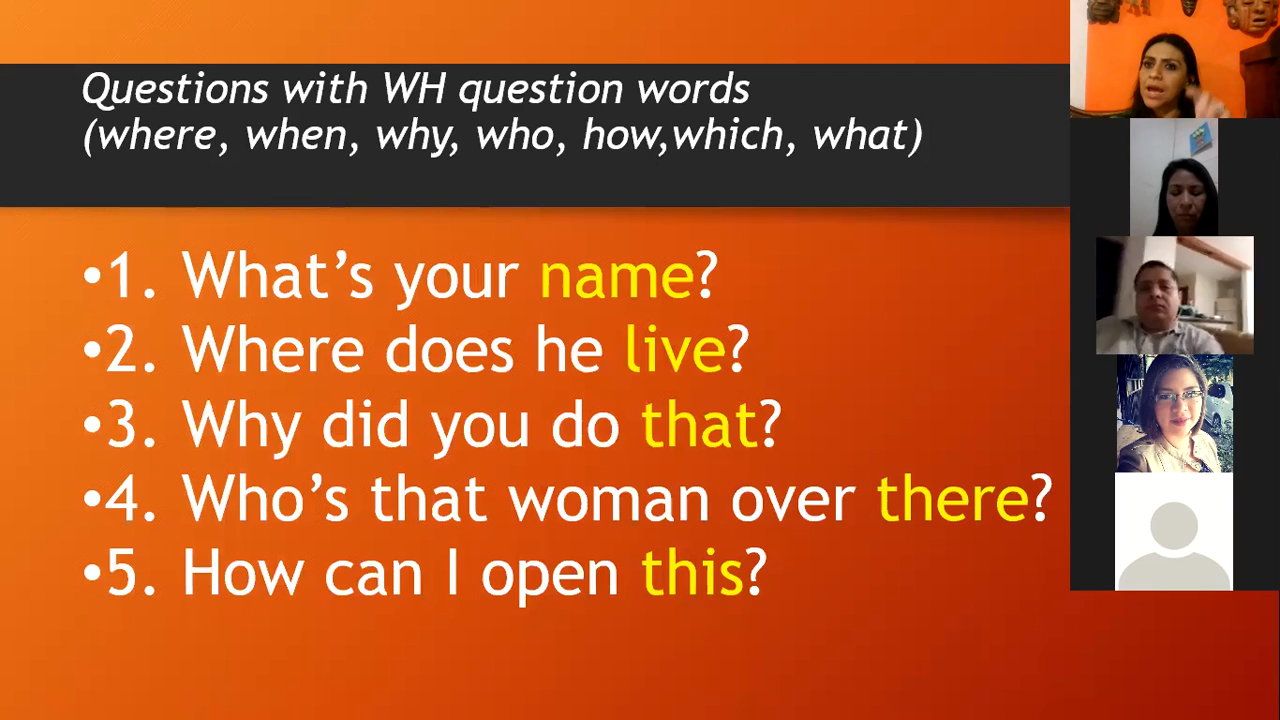 Questions with WH question words
(where, when, why, who, how,which, what)
•1. What’s your name?
•2. Where does he live?
•3. Why did you do that?
•4. Who’s that woman over there?
•5. How can I open this?